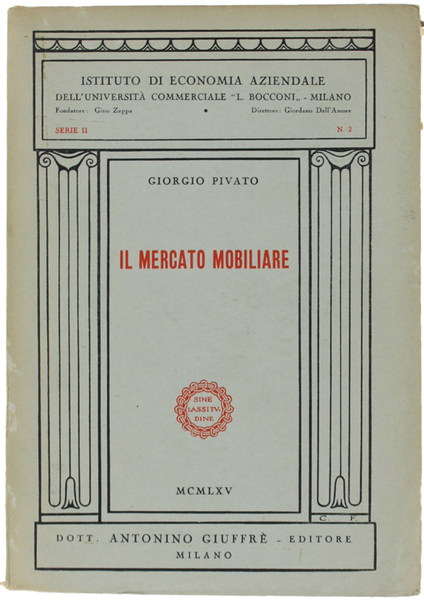 ISTITUTO DI ECONOMIA AZIENDALE
DELL'UNIVERSITÀ COMMERCIALE "L. BOCCONI„ - MILANO
Fondatore: Gino Zappa • Direttore: Giordano Dell'Amore
SERIE II N. 2
GIORGIO PIVATO
IL MERCATO MOBILIARE
SINE
LASSITV
DINE
MCMLXV
C. F.
DOTT. ANTONINO GIUFFRÈ - EDITORE
MILANO